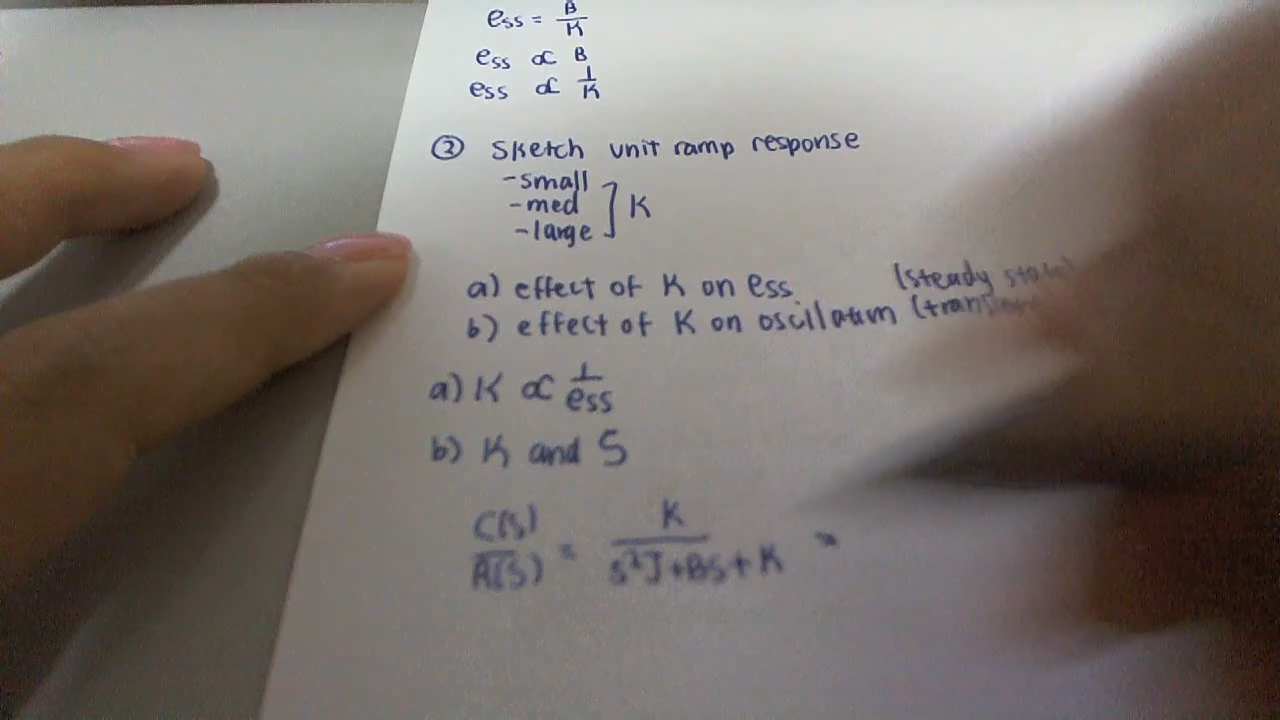 ess = B/K
ess ∝ B
ess ∝ 1/K
② Sketch unit ramp response
-small
-med ] K
-large
a) effect of K on ess (steady
b) effect of K on oscilation
a) K ∝ 1/ess
b) K and S
C(s)/R(s) = K/(s²J+Bs+K) =